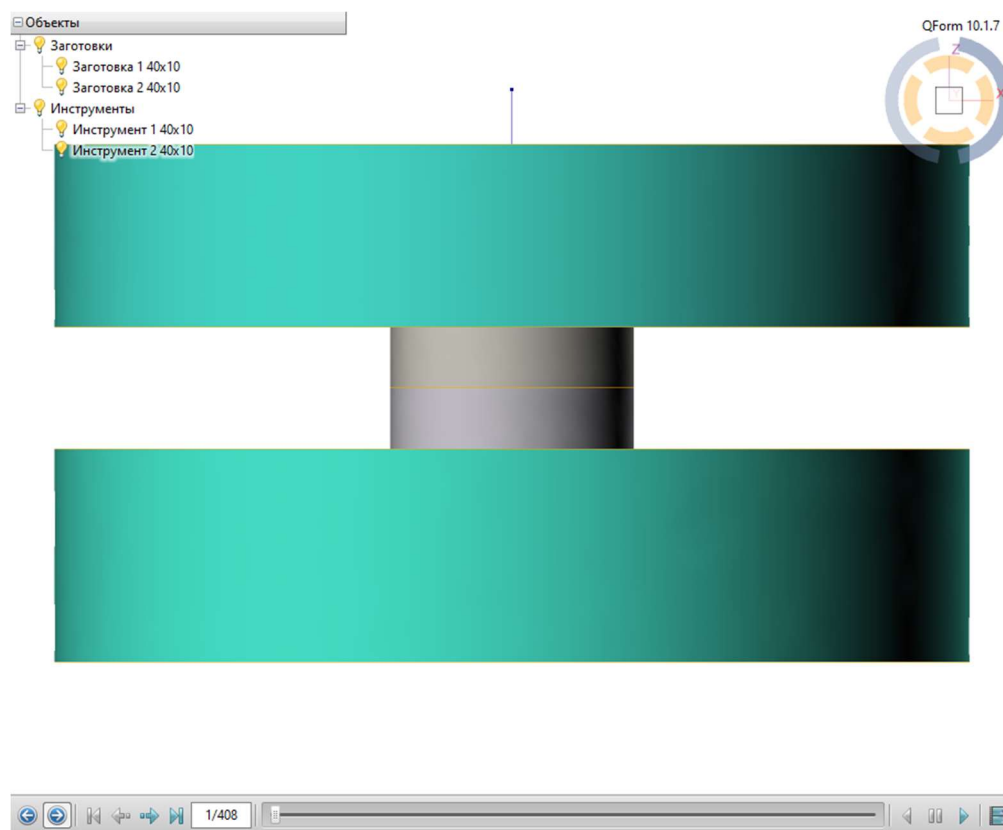 Объекты
QForm 10.1.7
Заготовки
Заготовка 1 40x10
Заготовка 2 40x10
Инструменты
Инструмент 1 40x10
Инструмент 2 40x10
Z
X
1/408